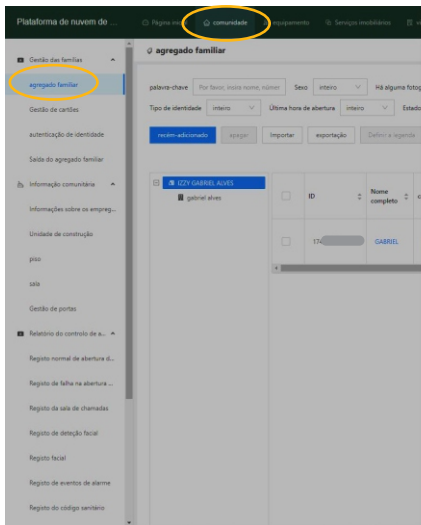 Plataforma de nuvem de ...
Página inicial
comunidade
equipamento
Serviços imobiliários
Gestão das famílias
agregado familiar
Gestão de cartões
autenticação de identidade
Saída do agregado familiar
Informação comunitária
Informações sobre os empreg...
Unidade de construção
piso
sala
Gestão de portas
Relatório do controlo de a...
Registo normal de abertura d...
Registo de falha na abertura ...
Registo da sala de chamadas
Registo de deteção facial
Registo facial
Registo de eventos de alarme
Registo do código sanitário
agregado familiar
palavra-chave Por favor, insira nome, númer Sexo inteiro Há alguma fotog
Tipo de identidade inteiro Última hora de abertura inteiro Estado
recém-adicionado apagar Importar exportação Definir a legenda
IZZY GABRIEL ALVES
gabriel alves
ID Nome completo
GABRIEL